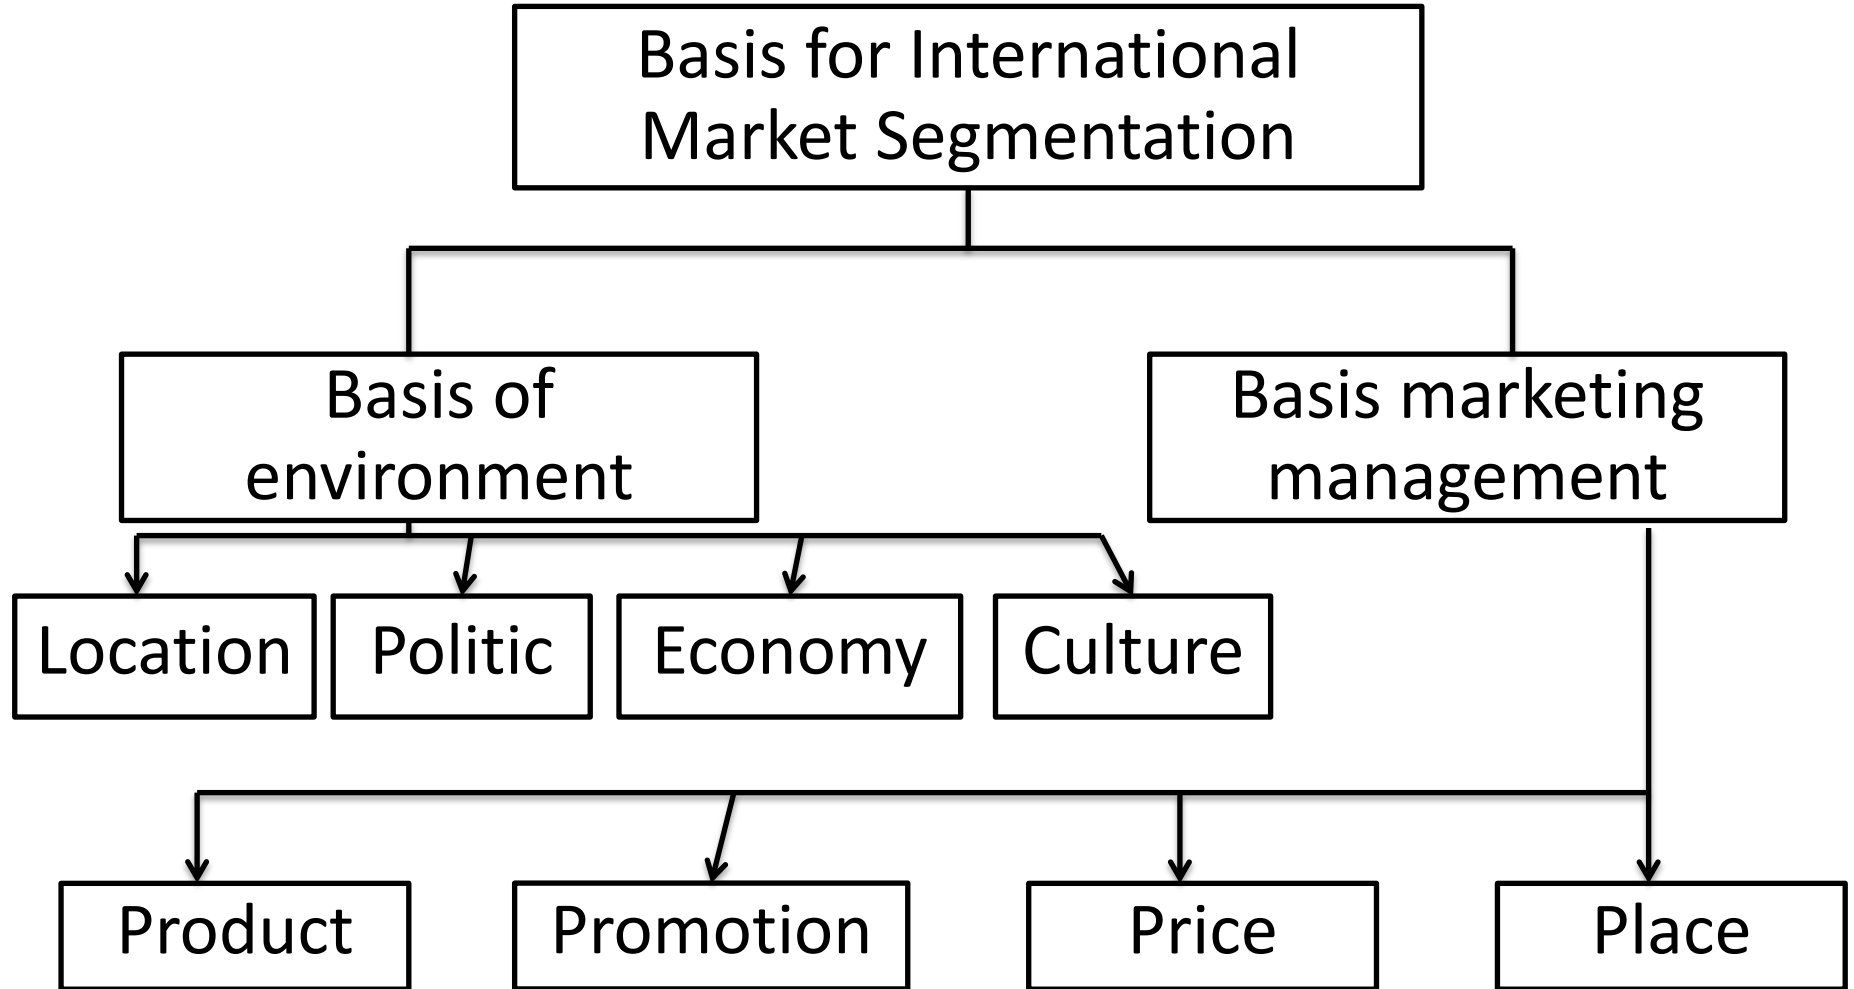 Basis for International
Market Segmentation
Basis of
environment
Basis marketing
management
Location
Politic
Economy
Culture
Product
Promotion
Price
Place